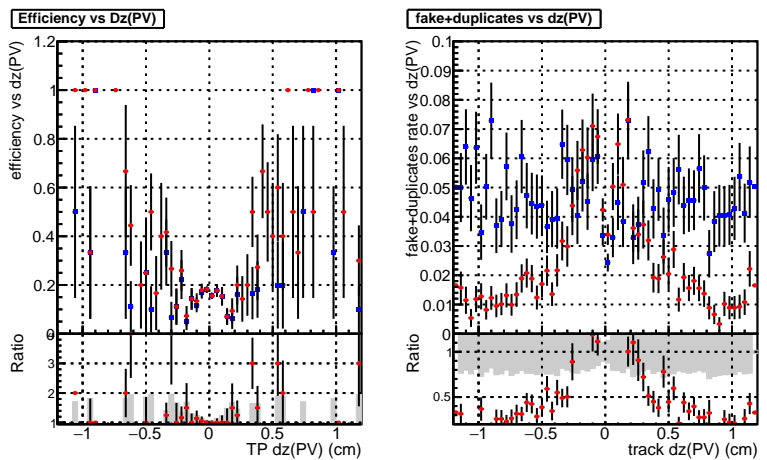 Efficiency vs Dz(PV)
efficiency vs dz(PV)
1.2
1
0.8
0.6
0.4
0.2
0
Ratio
4
3
2
1
−1 −0.5 0 0.5 1
TP dz(PV) (cm)
fake+duplicates vs dz(PV)
fake+duplicates rate vs dz(PV)
0.1
0.09
0.08
0.07
0.06
0.05
0.04
0.03
0.02
0.01
0
Ratio
1
0.5
−1 −0.5 0 0.5 1
track dz(PV) (cm)